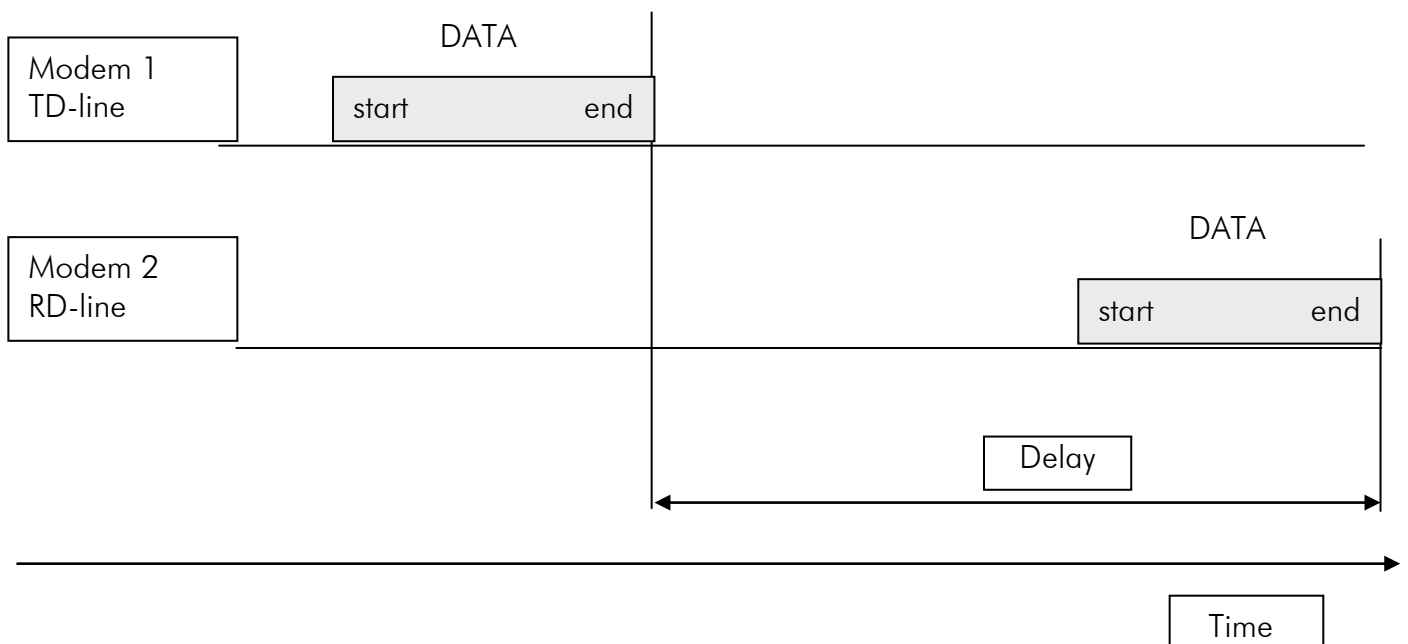 DATA
Modem 1
TD-line
start end
DATA
Modem 2
RD-line
start end
Delay
Time